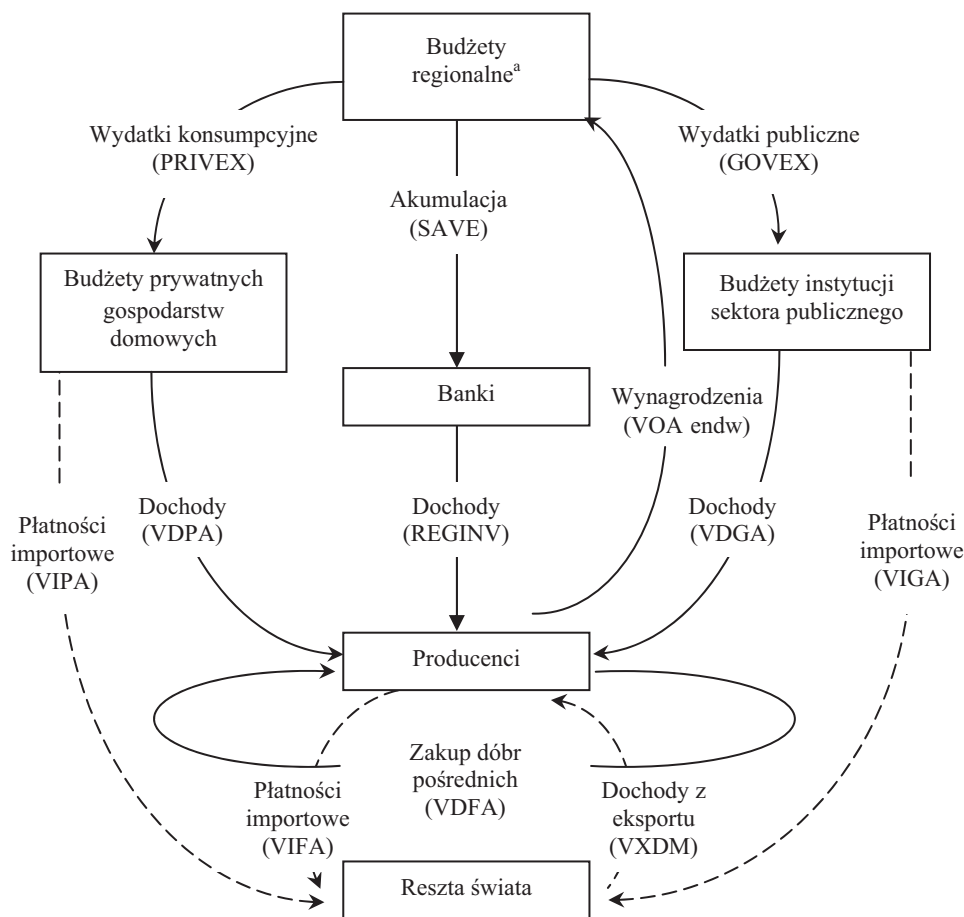 Budżety
regionalneᵃ
Wydatki konsumpcyjne
(PRIVEX)
Wydatki publiczne
(GOVEX)
Akumulacja
(SAVE)
Budżety prywatnych
gospodarstw
domowych
Budżety instytucji
sektora publicznego
Banki
Wynagrodzenia
(VOA endw)
Płatności
importowe
(VIPA)
Dochody
(VDPA)
Dochody
(REGINV)
Dochody
(VDGA)
Płatności
importowe
(VIGA)
Producenci
Zakup dóbr
pośrednich
(VDFA)
Płatności
importowe
(VIFA)
Dochody z
eksportu
(VXDM)
Reszta świata